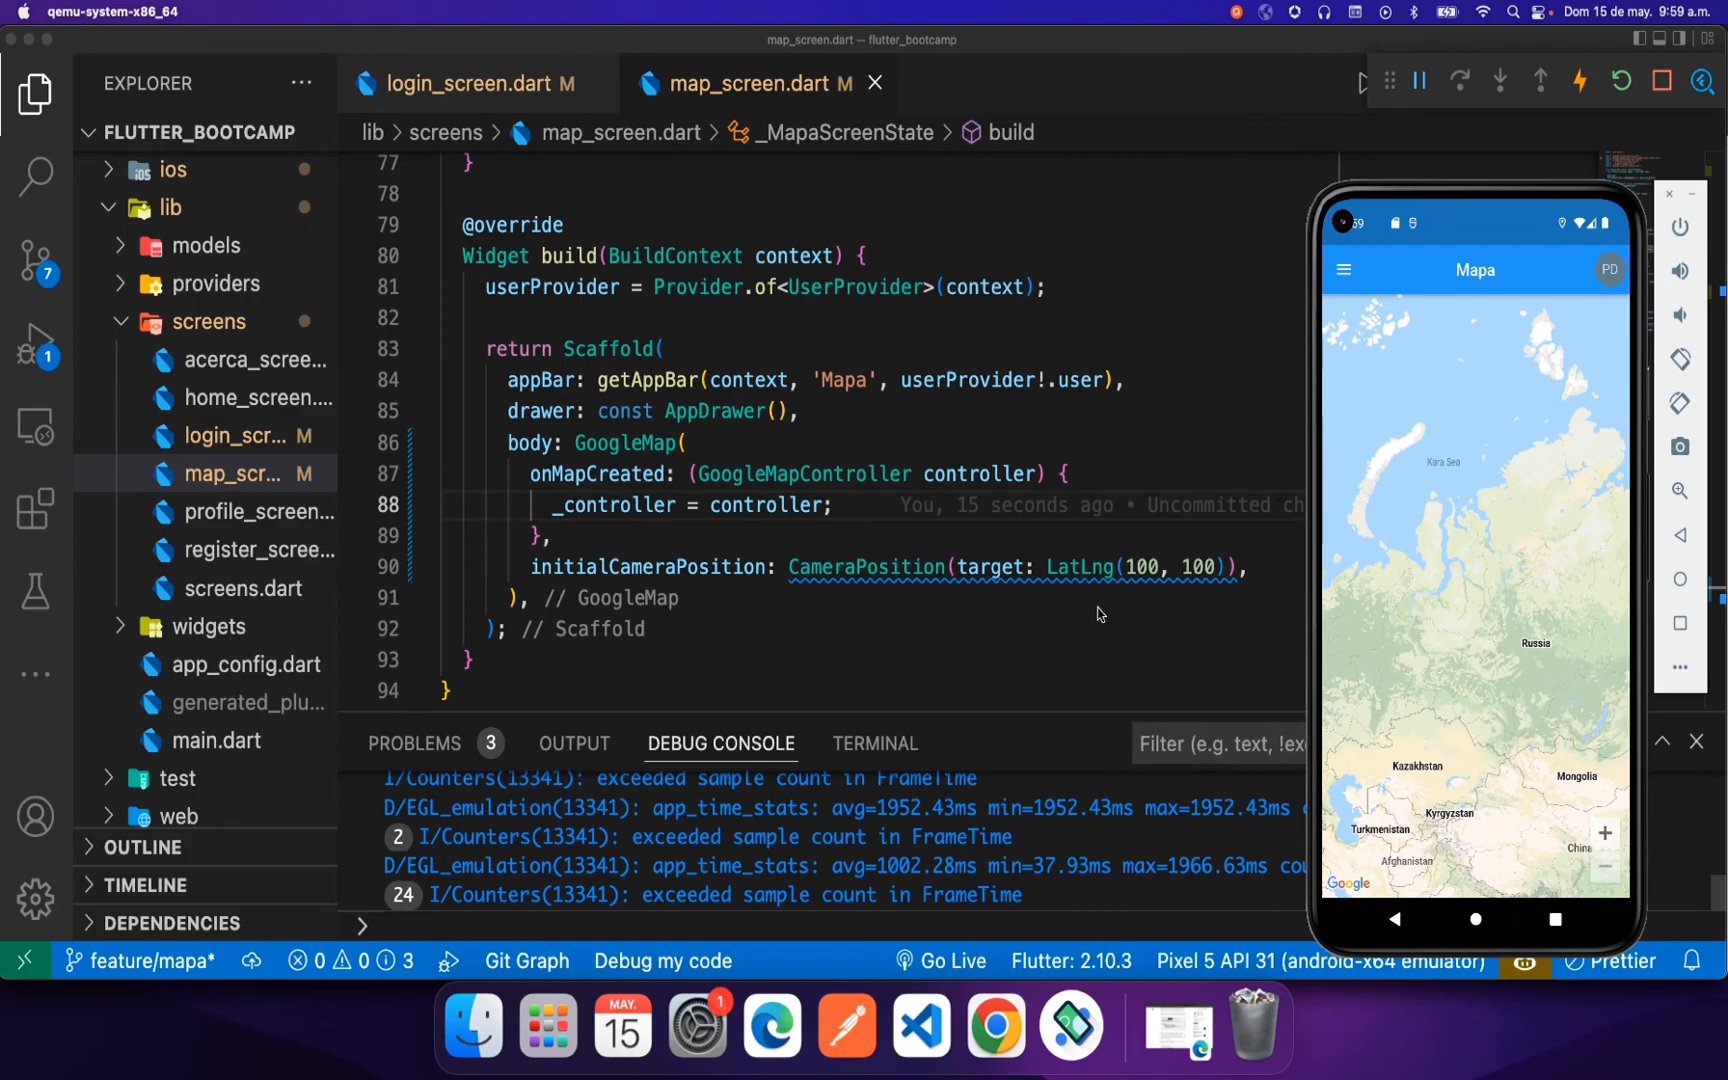 qemu-system-x86_64
Dom 15 de may. 9:59 a.m.
map_screen.dart — flutter_bootcamp
EXPLORER
login_screen.dart M
map_screen.dart M
FLUTTER_BOOTCAMP
lib > screens > map_screen.dart > _MapaScreenState > build
ios
lib
models
providers
screens
acerca_scree...
home_screen....
login_scr... M
map_scr... M
profile_screen...
register_scree...
screens.dart
widgets
app_config.dart
generated_plu...
main.dart
test
web
OUTLINE
TIMELINE
DEPENDENCIES
7
1
77 }
78
79 @override
80 Widget build(BuildContext context) {
81 userProvider = Provider.of<UserProvider>(context);
82
83 return Scaffold(
84 appBar: getAppBar(context, 'Mapa', userProvider!.user),
85 drawer: const AppDrawer(),
86 body: GoogleMap(
87 onMapCreated: (GoogleMapController controller) {
88 _controller = controller; You, 15 seconds ago • Uncommitted ch
89 },
90 initialCameraPosition: CameraPosition(target: LatLng(100, 100)),
91 ), // GoogleMap
92 ); // Scaffold
93 }
94 }
PROBLEMS 3 OUTPUT DEBUG CONSOLE TERMINAL
Filter (e.g. text, !ex
I/Counters(13341): exceeded sample count in FrameTime
D/EGL_emulation(13341): app_time_stats: avg=1952.43ms min=1952.43ms max=1952.43ms
2 I/Counters(13341): exceeded sample count in FrameTime
D/EGL_emulation(13341): app_time_stats: avg=1002.28ms min=37.93ms max=1966.63ms cou
24 I/Counters(13341): exceeded sample count in FrameTime
>
:59
Mapa
PD
Kara Sea
Russia
Kazakhstan
Mongolia
Kyrgyzstan
Turkmenistan
China
Afghanistan
Google
+
feature/mapa*
0 0 3
Git Graph
Debug my code
Go Live
Flutter: 2.10.3
Pixel 5 API 31 (android-x64 emulator)
Prettier
MAY.
15
1